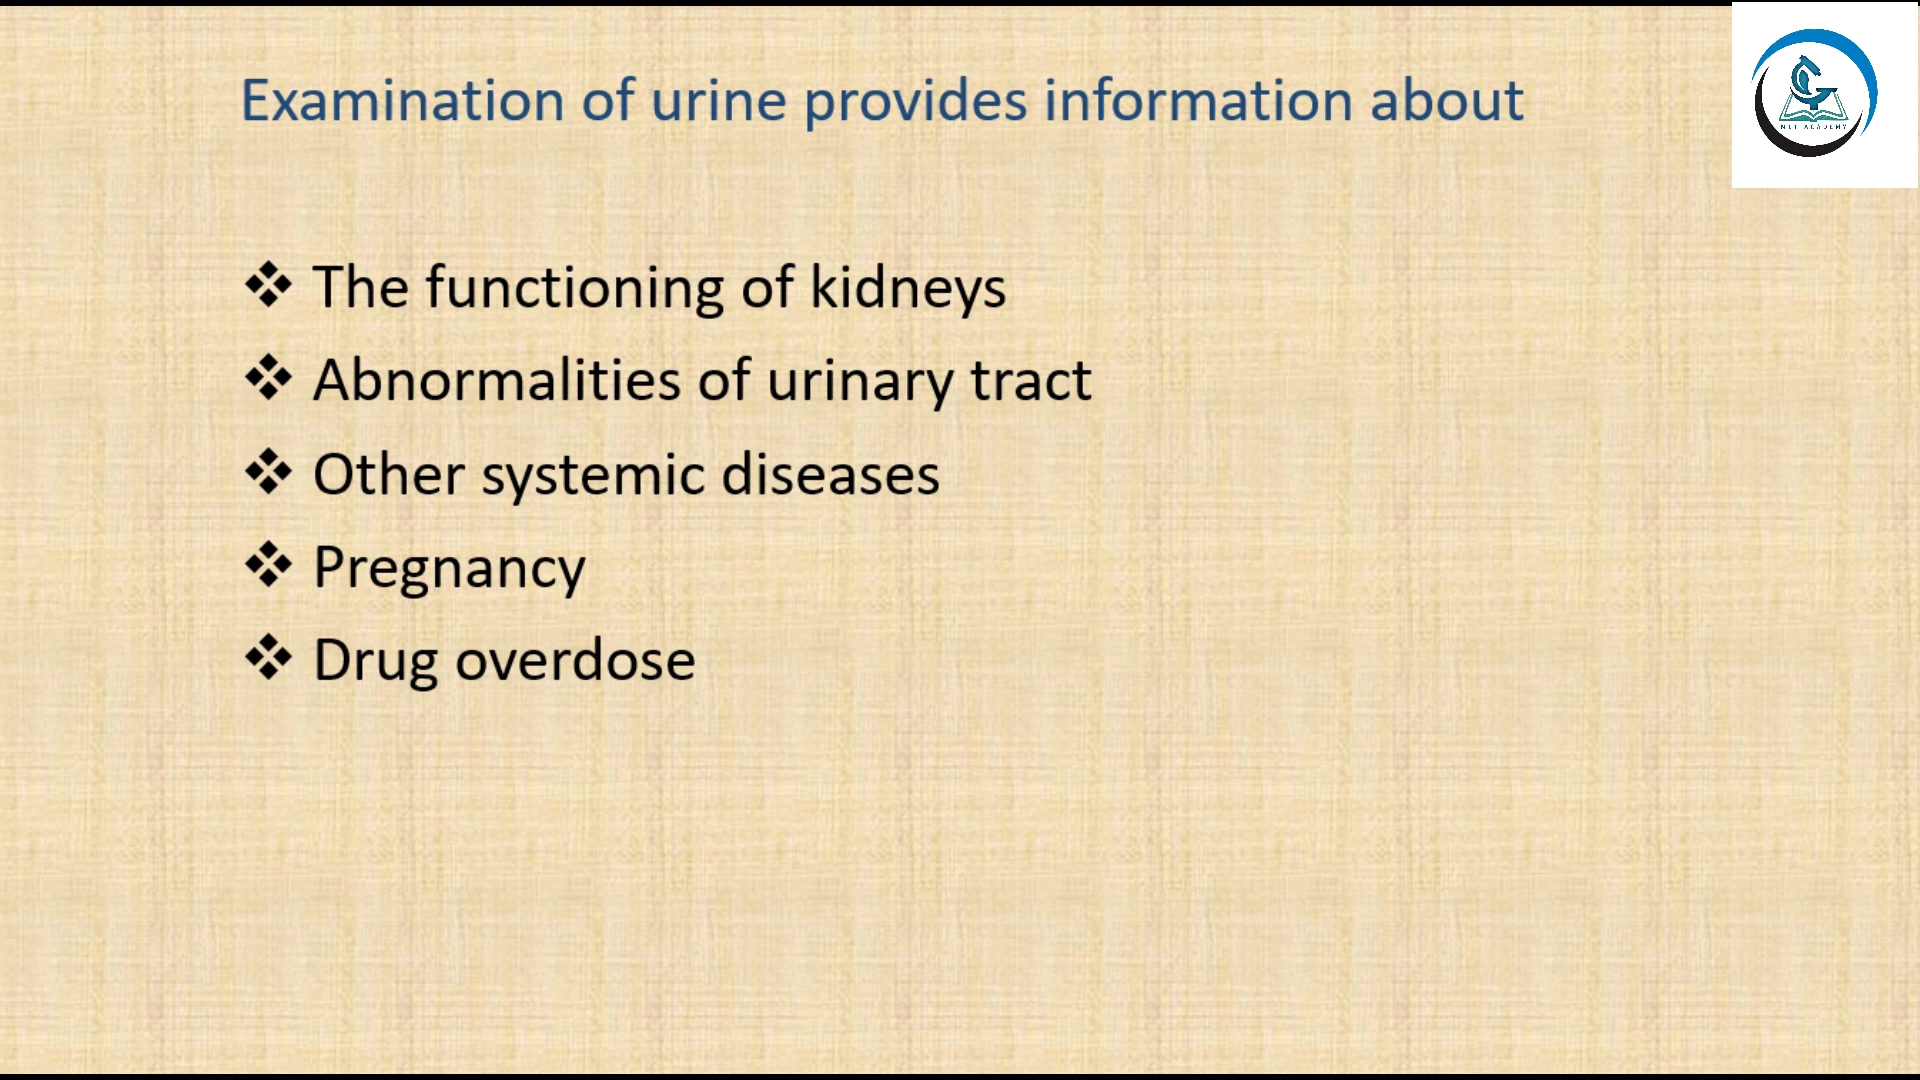 Examination of urine provides information about
The functioning of kidneys
Abnormalities of urinary tract
Other systemic diseases
Pregnancy
Drug overdose